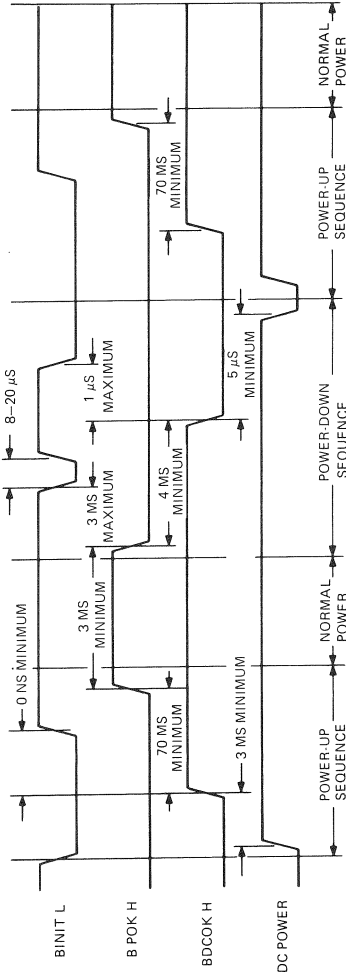 BINIT L
0 NS MINIMUM
8–20 µS
B POK H
3 MS
MINIMUM
3 MS
MAXIMUM
1 µS
MAXIMUM
BDCOK H
70 MS
MINIMUM
4 MS
MINIMUM
70 MS
MINIMUM
DC POWER
3 MS MINIMUM
5 µS
MINIMUM
POWER-UP
SEQUENCE
NORMAL
POWER
POWER-DOWN
SEQUENCE
POWER-UP
SEQUENCE
NORMAL
POWER